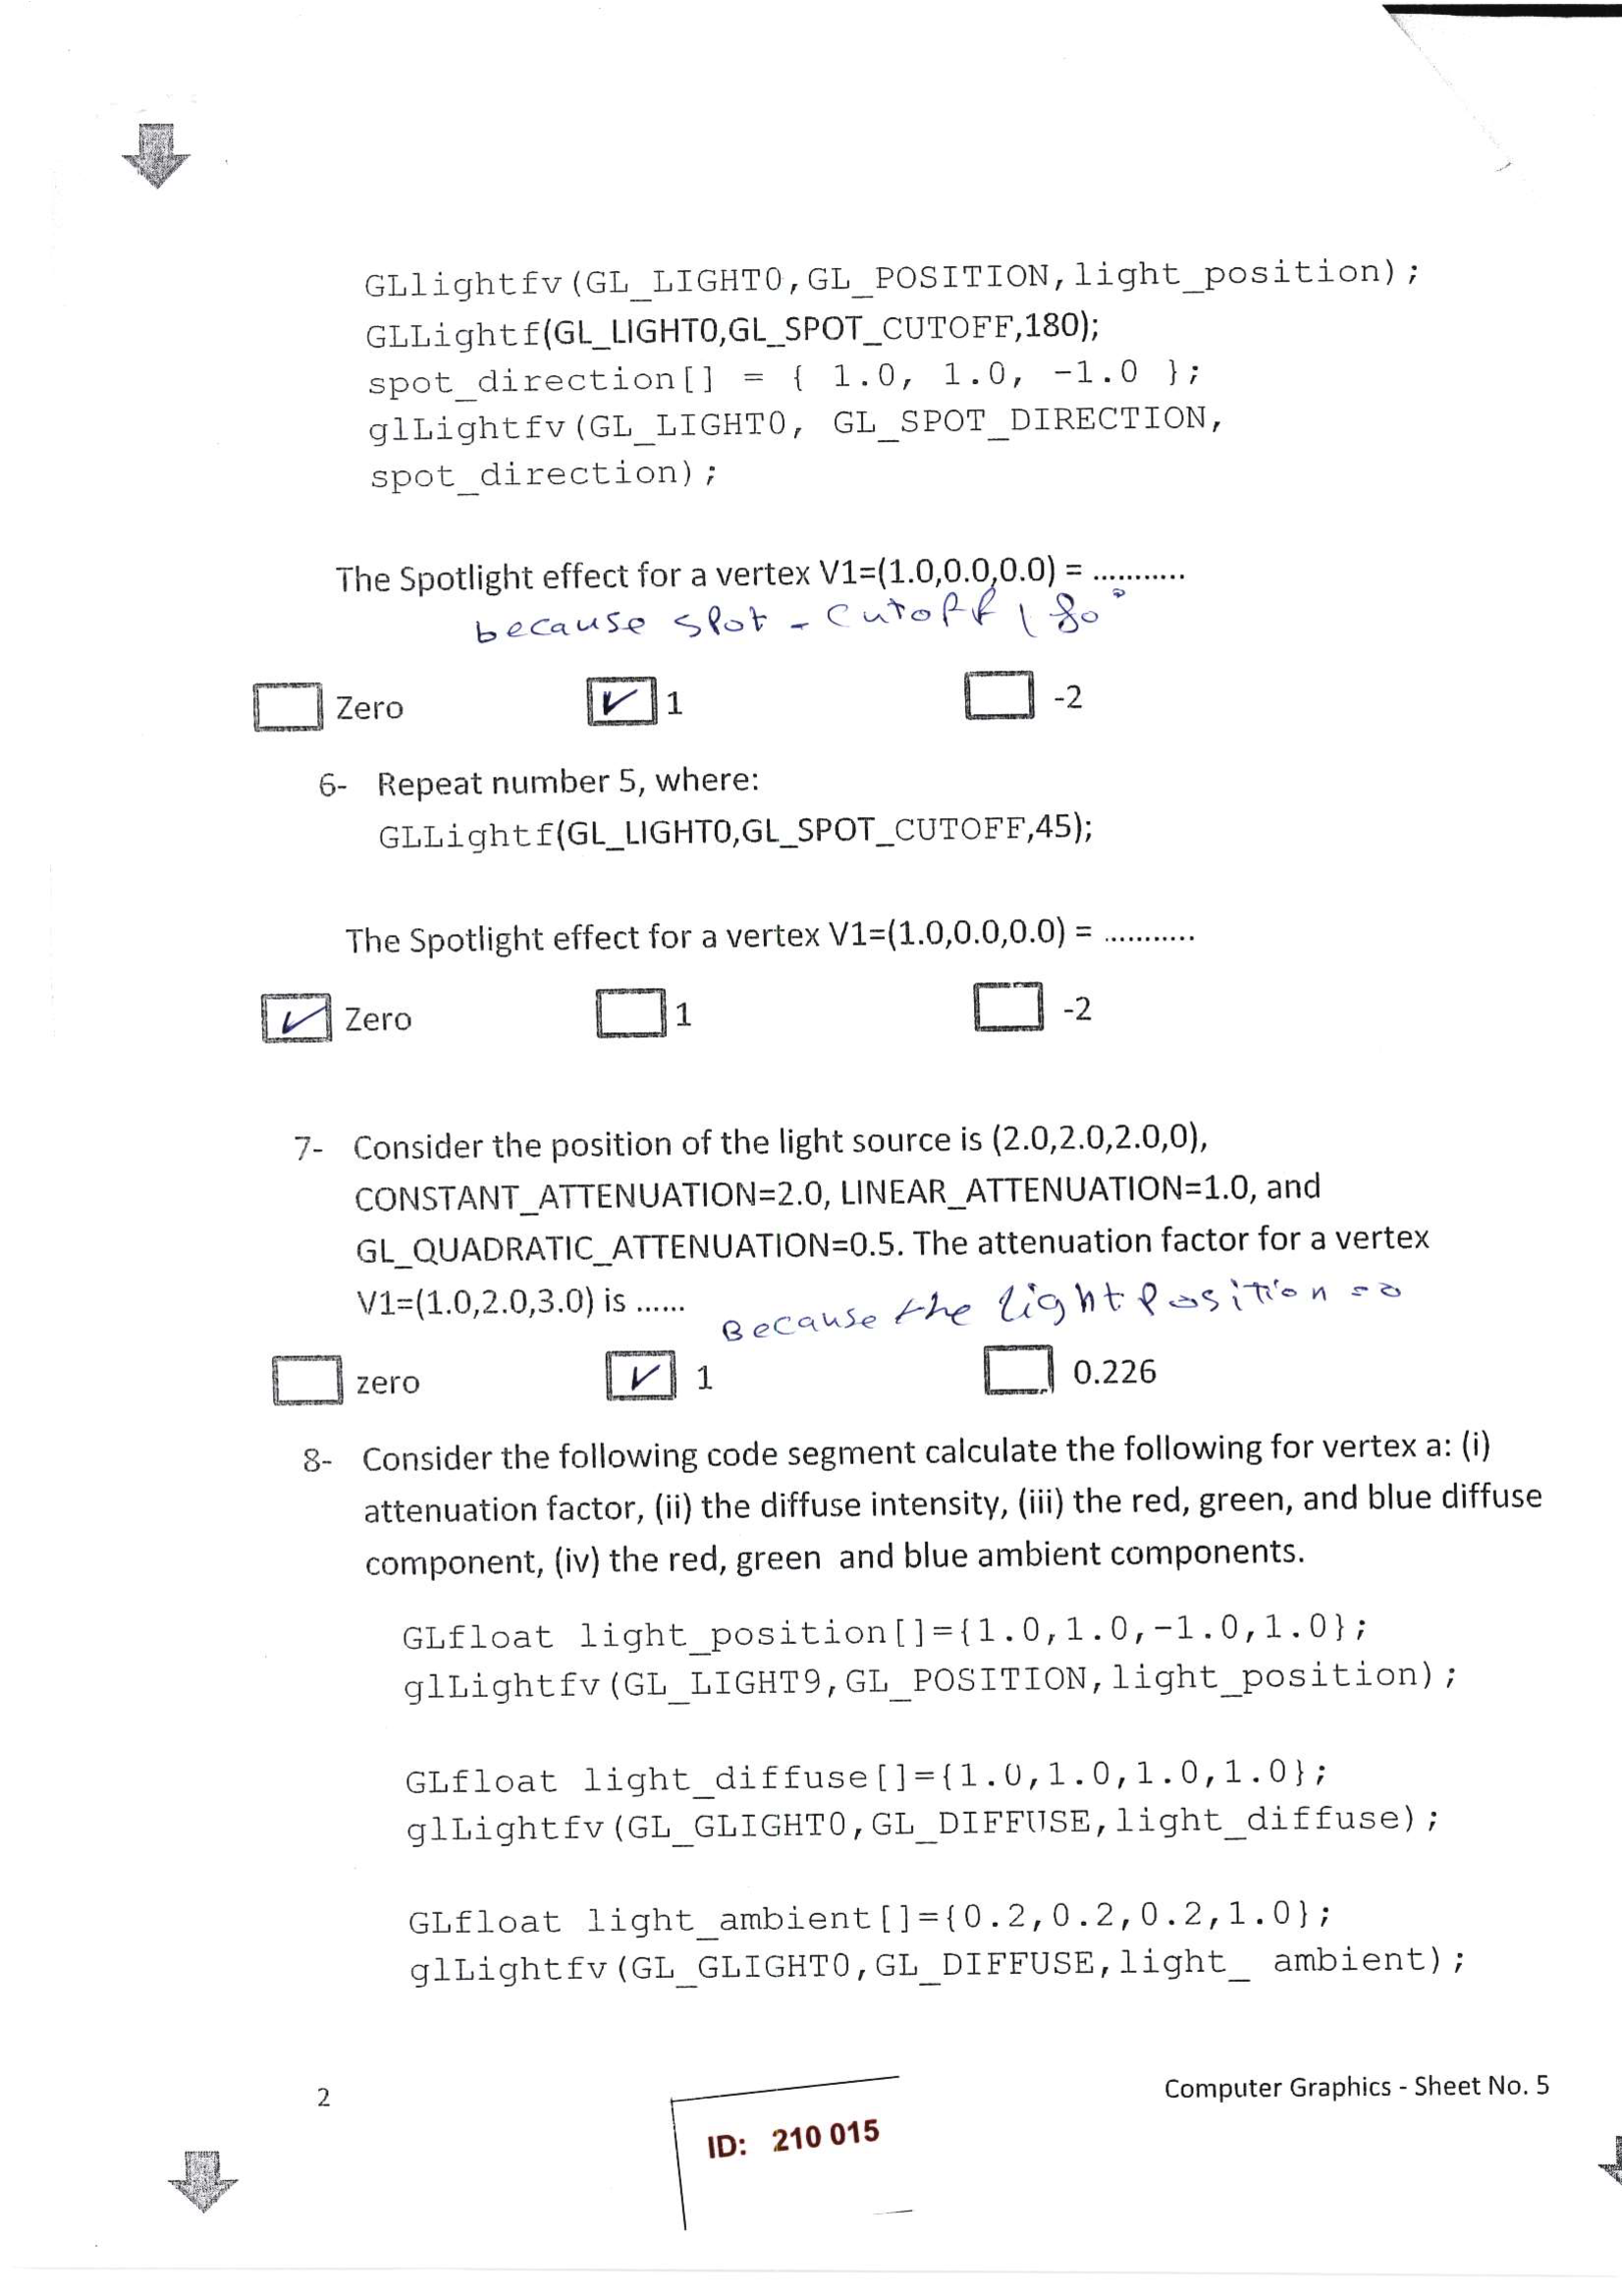 GLlightfv(GL_LIGHT0,GL_POSITION,light_position);
GLLightf(GL_LIGHT0,GL_SPOT_CUTOFF,180);
spot_direction[] = { 1.0, 1.0, -1.0 };
glLightfv(GL_LIGHT0, GL_SPOT_DIRECTION,
spot_direction);
The Spotlight effect for a vertex V1=(1.0,0.0,0.0) = ...........
because spot - cutoff 180°
Zero 1 -2
6- Repeat number 5, where:
GLLightf(GL_LIGHT0,GL_SPOT_CUTOFF,45);
The Spotlight effect for a vertex V1=(1.0,0.0,0.0) = ...........
Zero 1 -2
7- Consider the position of the light source is (2.0,2.0,2.0,0),
CONSTANT_ATTENUATION=2.0, LINEAR_ATTENUATION=1.0, and
GL_QUADRATIC_ATTENUATION=0.5. The attenuation factor for a vertex
V1=(1.0,2.0,3.0) is ......
Because the light position = 0
zero 1 0.226
8- Consider the following code segment calculate the following for vertex a: (i)
attenuation factor, (ii) the diffuse intensity, (iii) the red, green, and blue diffuse
component, (iv) the red, green and blue ambient components.
GLfloat light_position[]={1.0,1.0,-1.0,1.0};
glLightfv(GL_LIGHT9,GL_POSITION,light_position);
GLfloat light_diffuse[]={1.0,1.0,1.0,1.0};
glLightfv(GL_GLIGHT0,GL_DIFFUSE,light_diffuse);
GLfloat light_ambient[]={0.2,0.2,0.2,1.0};
glLightfv(GL_GLIGHT0,GL_DIFFUSE,light_ ambient);
2
Computer Graphics - Sheet No. 5
ID: 210 015